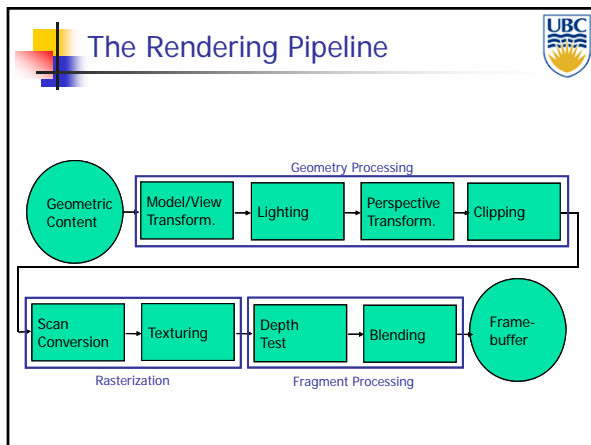 The Rendering Pipeline
UBC
Geometry Processing
Geometric
Content
Model/View
Transform.
Lighting
Perspective
Transform.
Clipping
Scan
Conversion
Texturing
Depth
Test
Blending
Frame-
buffer
Rasterization
Fragment Processing